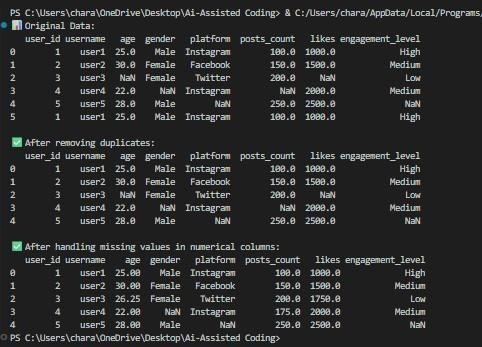 PS C:\Users\chara\OneDrive\Desktop\Ai-Assisted Coding> & C:/Users/chara/AppData/Local/Programs/
📊 Original Data:
user_id username age gender platform posts_count likes engagement_level
0 1 user1 25.0 Male Instagram 100.0 1000.0 High
1 2 user2 30.0 Female Facebook 150.0 1500.0 Medium
2 3 user3 NaN Female Twitter 200.0 NaN Low
3 4 user4 22.0 NaN Instagram NaN 2000.0 Medium
4 5 user5 28.0 Male NaN 250.0 2500.0 NaN
5 1 user1 25.0 Male Instagram 100.0 1000.0 High
✅ After removing duplicates:
user_id username age gender platform posts_count likes engagement_level
0 1 user1 25.0 Male Instagram 100.0 1000.0 High
1 2 user2 30.0 Female Facebook 150.0 1500.0 Medium
2 3 user3 NaN Female Twitter 200.0 NaN Low
3 4 user4 22.0 NaN Instagram NaN 2000.0 Medium
4 5 user5 28.0 Male NaN 250.0 2500.0 NaN
✅ After handling missing values in numerical columns:
user_id username age gender platform posts_count likes engagement_level
0 1 user1 25.00 Male Instagram 100.0 1000.0 High
1 2 user2 30.00 Female Facebook 150.0 1500.0 Medium
2 3 user3 26.25 Female Twitter 200.0 1750.0 Low
3 4 user4 22.00 NaN Instagram 175.0 2000.0 Medium
4 5 user5 28.00 Male NaN 250.0 2500.0 NaN
PS C:\Users\chara\OneDrive\Desktop\Ai-Assisted Coding>